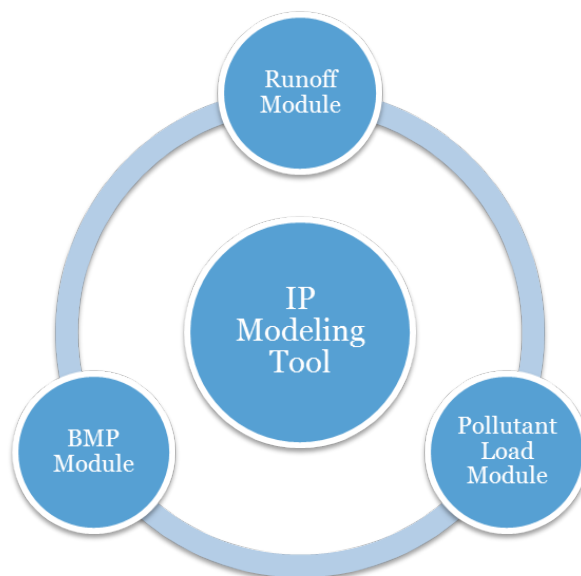 Runoff
Module
IP
Modeling
Tool
BMP
Module
Pollutant
Load
Module